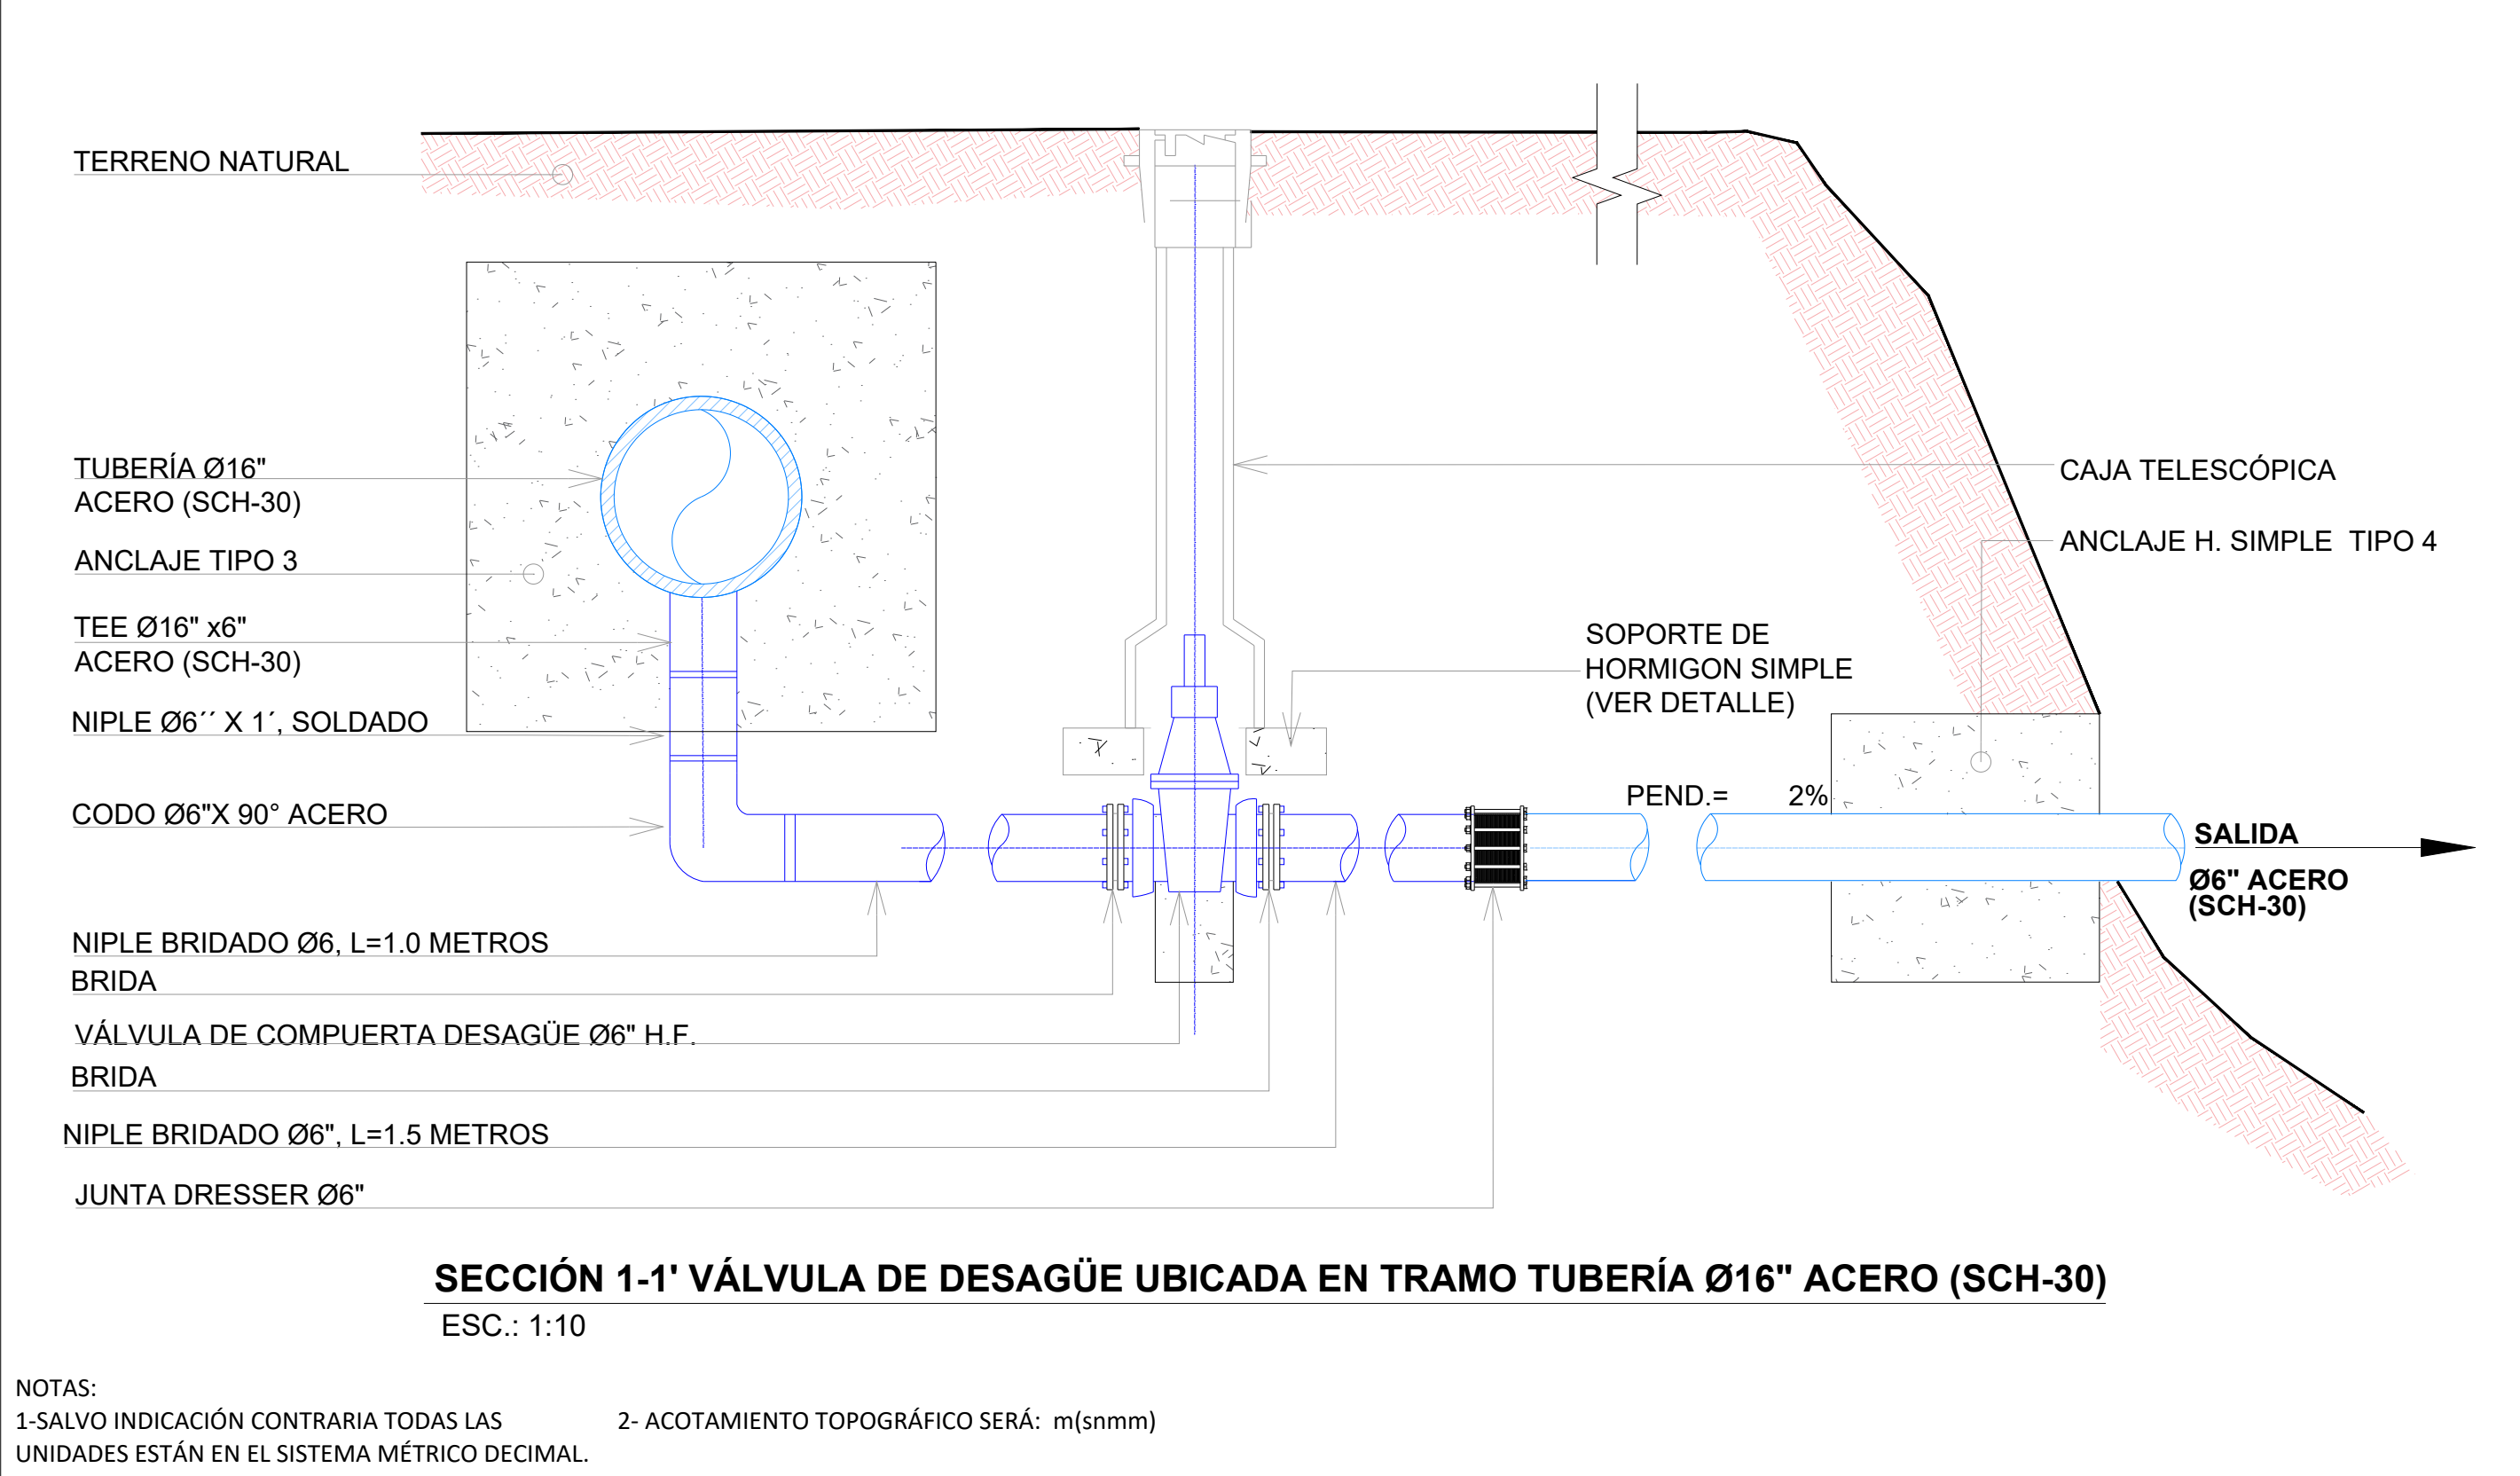 TERRENO NATURAL
TUBERÍA Ø16"
ACERO (SCH-30)
ANCLAJE TIPO 3
TEE Ø16" x6"
ACERO (SCH-30)
NIPLE Ø6´´ X 1´, SOLDADO
CODO Ø6"X 90° ACERO
NIPLE BRIDADO Ø6, L=1.0 METROS
BRIDA
VÁLVULA DE COMPUERTA DESAGÜE Ø6" H.F.
BRIDA
NIPLE BRIDADO Ø6", L=1.5 METROS
JUNTA DRESSER Ø6"
CAJA TELESCÓPICA
ANCLAJE H. SIMPLE TIPO 4
SOPORTE DE
HORMIGON SIMPLE
(VER DETALLE)
PEND.= 2%
SALIDA
Ø6" ACERO
(SCH-30)
SECCIÓN 1-1' VÁLVULA DE DESAGÜE UBICADA EN TRAMO TUBERÍA Ø16" ACERO (SCH-30)
ESC.: 1:10
NOTAS:
1-SALVO INDICACIÓN CONTRARIA TODAS LAS
UNIDADES ESTÁN EN EL SISTEMA MÉTRICO DECIMAL.
2- ACOTAMIENTO TOPOGRÁFICO SERÁ: m(snmm)